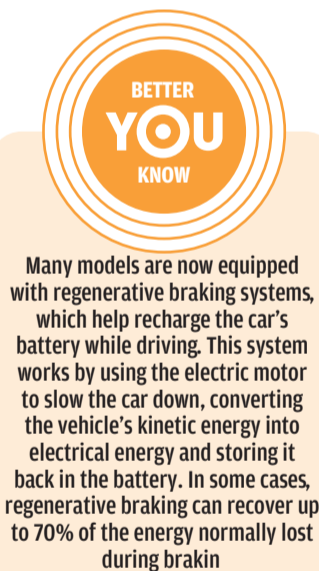 BETTER
YOU
KNOW
Many models are now equipped
with regenerative braking systems,
which help recharge the car's
battery while driving. This system
works by using the electric motor
to slow the car down, converting
the vehicle's kinetic energy into
electrical energy and storing it
back in the battery. In some cases,
regenerative braking can recover up
to 70% of the energy normally lost
during brakin